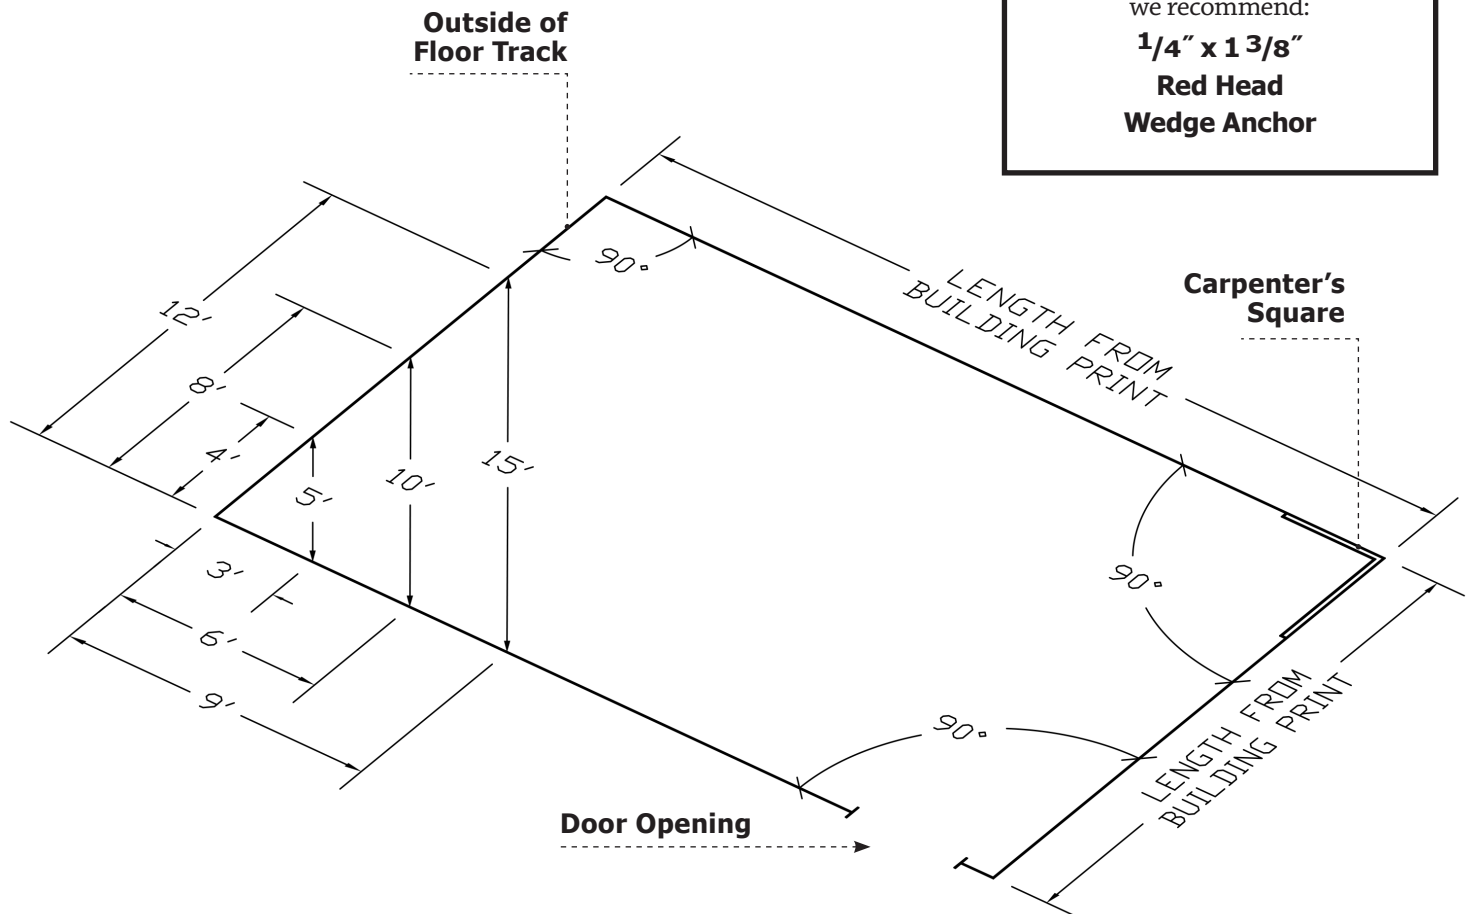 we recommend:
1/4″ x 1 3/8″
Red Head
Wedge Anchor
Outside of
Floor Track
90°
LENGTH FROM
BUILDING PRINT
Carpenter’s
Square
12′
8′
4′
5′
10′
15′
3′
6′
9′
90°
90°
LENGTH FROM
BUILDING PRINT
Door Opening